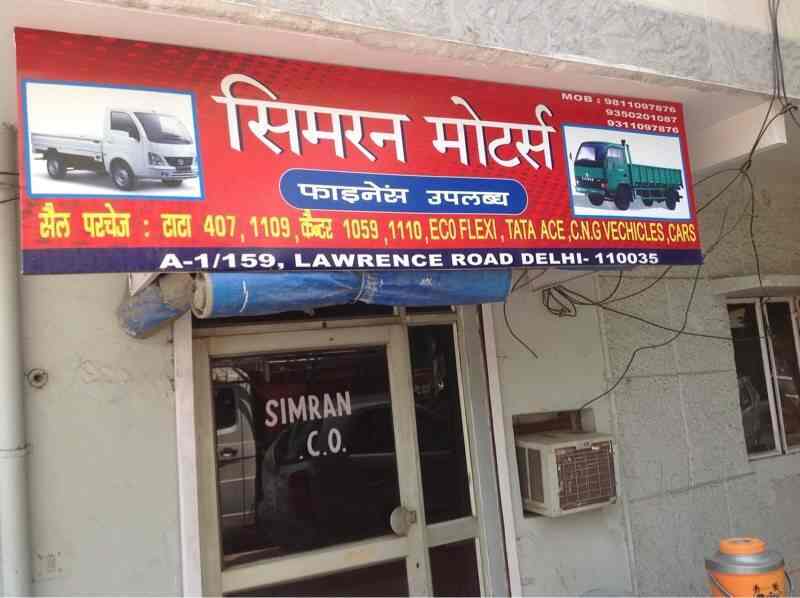 सिमरन मोटर्स
MOB : 9811097876
9350201087
9311097876
फाइनेंस उपलब्ध
सैल परचेज : टाटा 407, 1109, कैन्टर 1059, 1110, ECO FLEXI, TATA ACE, C.N.G VECHICLES, CARS
A-1/159, LAWRENCE ROAD DELHI- 110035
SIMRAN
.C.O.